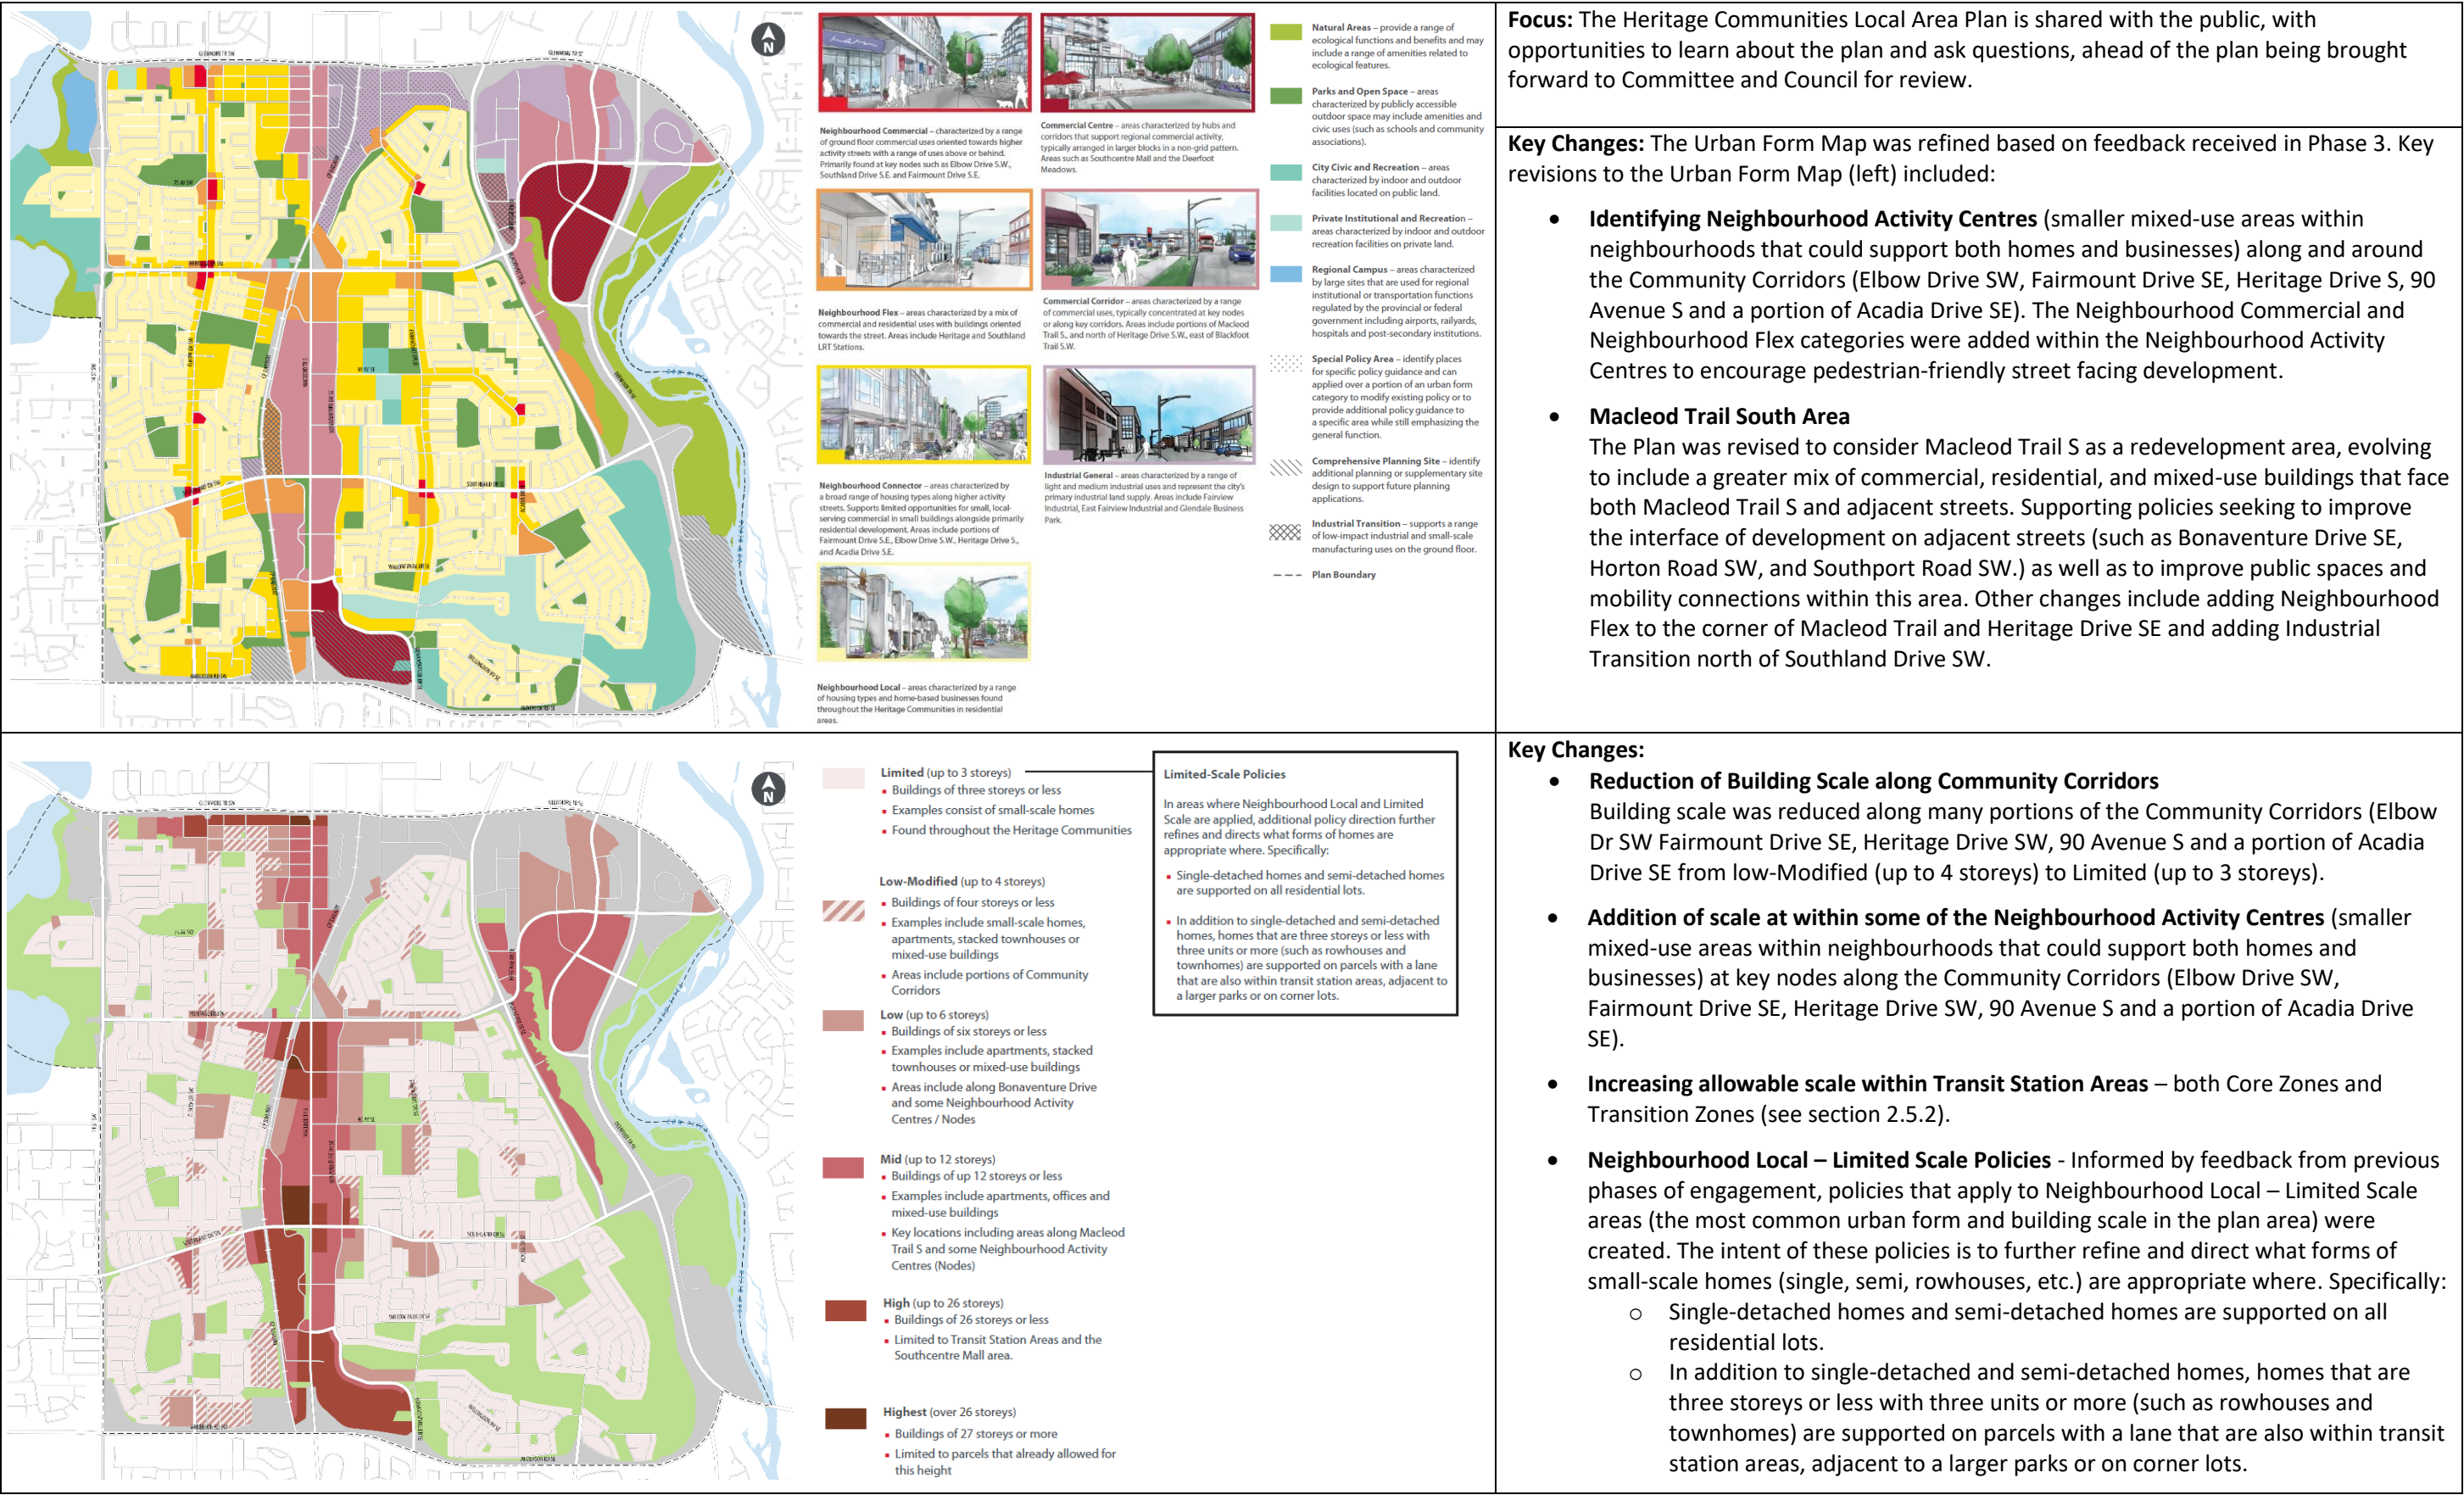 GLENMORE TR SW
N
Neighbourhood Commercial – characterized by a range
of ground floor commercial uses oriented towards higher
activity streets with a range of uses above or behind.
Primarily found at key nodes such as Elbow Drive S.W.,
Southland Drive S.E. and Fairmount Drive S.E.
Commercial Centre – areas characterized by hubs and
corridors that support regional commercial activity,
typically arranged in larger blocks in a non-grid pattern.
Areas such as Southcentre Mall and the Deerfoot
Meadows.
Neighbourhood Flex – areas characterized by a mix of
commercial and residential uses with buildings oriented
towards the street. Areas include Heritage and Southland
LRT Stations.
Commercial Corridor – areas characterized by a range
of commercial uses, typically concentrated at key nodes
or along key corridors. Areas include portions of Macleod
Trail S., and north of Heritage Drive S.W., east of Blackfoot
Trail S.W.
Neighbourhood Connector – areas characterized by
a broad range of housing types along higher activity
streets. Supports limited opportunities for small, local-
serving commercial in small buildings alongside primarily
residential development. Areas include portions of
Fairmount Drive S.E., Elbow Drive S.W., Heritage Drive S.,
and Acadia Drive S.E.
Industrial General – areas characterized by a range of
light and medium industrial uses and represent the city's
primary industrial land supply. Areas include Fairview
Industrial, East Fairview Industrial and Glendale Business
Park.
Neighbourhood Local – areas characterized by a range
of housing types and home-based businesses found
throughout the Heritage Communities in residential
areas.
Natural Areas – provide a range of
ecological functions and benefits and may
include a range of amenities related to
ecological features.
Parks and Open Space – areas
characterized by publicly accessible
outdoor space may include amenities and
civic uses (such as schools and community
associations).
City Civic and Recreation – areas
characterized by indoor and outdoor
facilities located on public land.
Private Institutional and Recreation –
areas characterized by indoor and outdoor
recreation facilities on private land.
Regional Campus – areas characterized
by large sites that are used for regional
institutional or transportation functions
regulated by the provincial or federal
government including airports, railyards,
hospitals and post-secondary institutions.
Special Policy Area – identify places
for specific policy guidance and can
applied over a portion of an urban form
category to modify existing policy or to
provide additional policy guidance to
a specific area while still emphasizing the
general function.
Comprehensive Planning Site – identify
additional planning or supplementary site
design to support future planning
applications.
Industrial Transition – supports a range
of low-impact industrial and small-scale
manufacturing uses on the ground floor.
Plan Boundary
Focus: The Heritage Communities Local Area Plan is shared with the public, with
opportunities to learn about the plan and ask questions, ahead of the plan being brought
forward to Committee and Council for review.
Key Changes: The Urban Form Map was refined based on feedback received in Phase 3. Key
revisions to the Urban Form Map (left) included:
• Identifying Neighbourhood Activity Centres (smaller mixed-use areas within
neighbourhoods that could support both homes and businesses) along and around
the Community Corridors (Elbow Drive SW, Fairmount Drive SE, Heritage Drive S, 90
Avenue S and a portion of Acadia Drive SE). The Neighbourhood Commercial and
Neighbourhood Flex categories were added within the Neighbourhood Activity
Centres to encourage pedestrian-friendly street facing development.
• Macleod Trail South Area
The Plan was revised to consider Macleod Trail S as a redevelopment area, evolving
to include a greater mix of commercial, residential, and mixed-use buildings that face
both Macleod Trail S and adjacent streets. Supporting policies seeking to improve
the interface of development on adjacent streets (such as Bonaventure Drive SE,
Horton Road SW, and Southport Road SW.) as well as to improve public spaces and
mobility connections within this area. Other changes include adding Neighbourhood
Flex to the corner of Macleod Trail and Heritage Drive SE and adding Industrial
Transition north of Southland Drive SW.
GLENMORE TR SW
N
Limited (up to 3 storeys)
▪ Buildings of three storeys or less
▪ Examples consist of small-scale homes
▪ Found throughout the Heritage Communities
Low-Modified (up to 4 storeys)
▪ Buildings of four storeys or less
▪ Examples include small-scale homes,
apartments, stacked townhouses or
mixed-use buildings
▪ Areas include portions of Community
Corridors
Low (up to 6 storeys)
▪ Buildings of six storeys or less
▪ Examples include apartments, stacked
townhouses or mixed-use buildings
▪ Areas include along Bonaventure Drive
and some Neighbourhood Activity
Centres / Nodes
Mid (up to 12 storeys)
▪ Buildings of up 12 storeys or less
▪ Examples include apartments, offices and
mixed-use buildings
▪ Key locations including areas along Macleod
Trail S and some Neighbourhood Activity
Centres (Nodes)
High (up to 26 storeys)
▪ Buildings of 26 storeys or less
▪ Limited to Transit Station Areas and the
Southcentre Mall area.
Highest (over 26 storeys)
▪ Buildings of 27 storeys or more
▪ Limited to parcels that already allowed for
this height
Limited-Scale Policies
In areas where Neighbourhood Local and Limited
Scale are applied, additional policy direction further
refines and directs what forms of homes are
appropriate where. Specifically:
▪ Single-detached homes and semi-detached homes
are supported on all residential lots.
▪ In addition to single-detached and semi-detached
homes, homes that are three storeys or less with
three units or more (such as rowhouses and
townhomes) are supported on parcels with a lane
that are also within transit station areas, adjacent to
a larger parks or on corner lots.
Key Changes:
• Reduction of Building Scale along Community Corridors
Building scale was reduced along many portions of the Community Corridors (Elbow
Dr SW Fairmount Drive SE, Heritage Drive SW, 90 Avenue S and a portion of Acadia
Drive SE from low-Modified (up to 4 storeys) to Limited (up to 3 storeys).
• Addition of scale at within some of the Neighbourhood Activity Centres (smaller
mixed-use areas within neighbourhoods that could support both homes and
businesses) at key nodes along the Community Corridors (Elbow Drive SW,
Fairmount Drive SE, Heritage Drive SW, 90 Avenue S and a portion of Acadia Drive
SE).
• Increasing allowable scale within Transit Station Areas – both Core Zones and
Transition Zones (see section 2.5.2).
• Neighbourhood Local – Limited Scale Policies - Informed by feedback from previous
phases of engagement, policies that apply to Neighbourhood Local – Limited Scale
areas (the most common urban form and building scale in the plan area) were
created. The intent of these policies is to further refine and direct what forms of
small-scale homes (single, semi, rowhouses, etc.) are appropriate where. Specifically:
o Single-detached homes and semi-detached homes are supported on all
residential lots.
o In addition to single-detached and semi-detached homes, homes that are
three storeys or less with three units or more (such as rowhouses and
townhomes) are supported on parcels with a lane that are also within transit
station areas, adjacent to a larger parks or on corner lots.